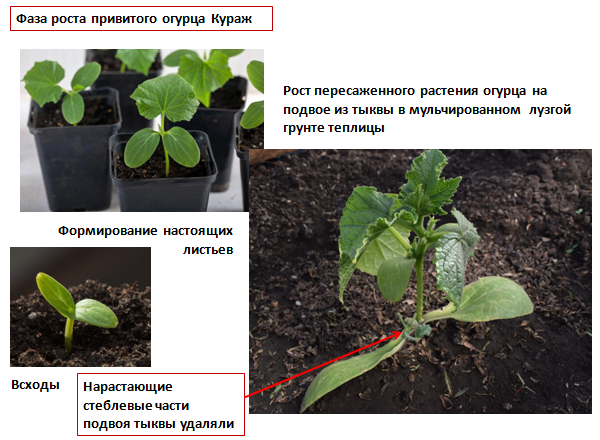 Фаза роста привитого огурца Кураж
Рост пересаженного растения огурца на
подвое из тыквы в мульчированном лузгой
грунте теплицы
Формирование настоящих
листьев
Всходы
Нарастающие
стеблевые части
подвоя тыквы удаляли